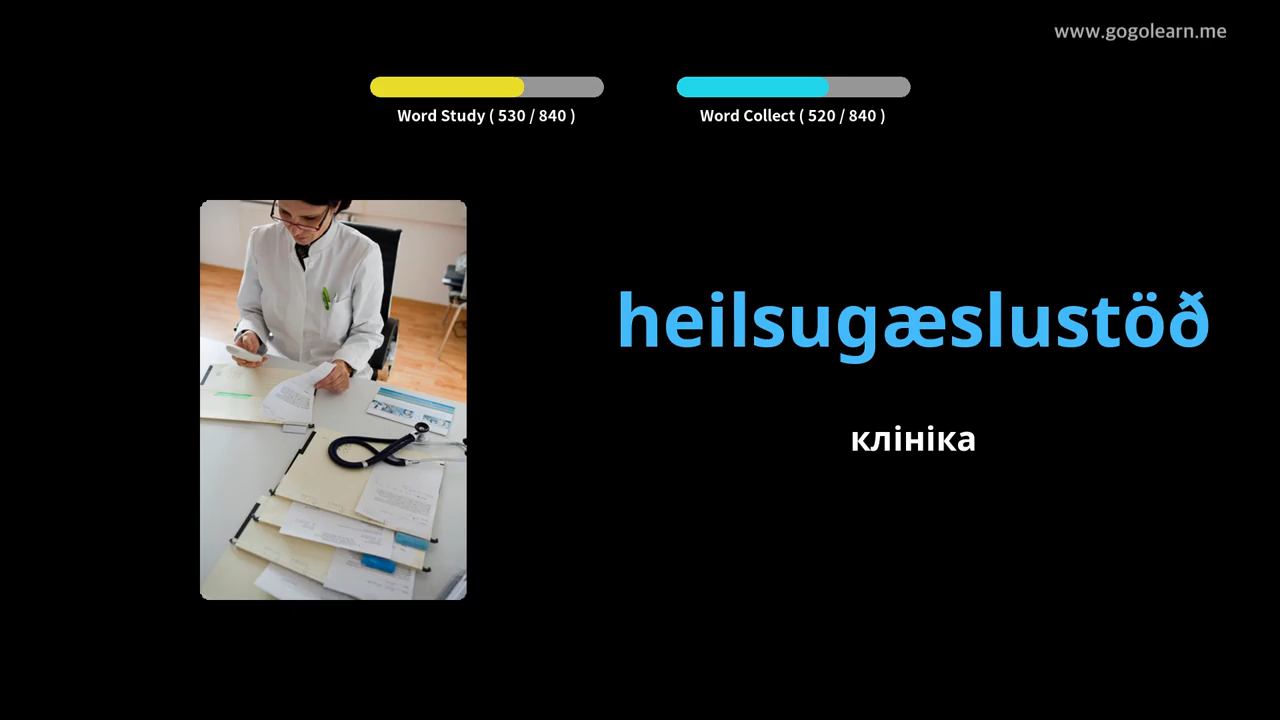 www.gogolearn.me
Word Study ( 530 / 840 )
Word Collect ( 520 / 840 )
heilsugæslustöð
клініка